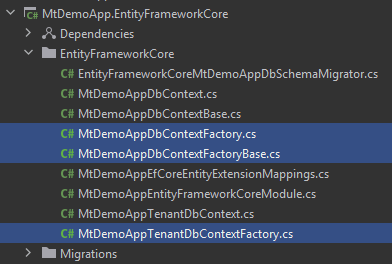 C# MtDemoApp.EntityFrameworkCore
Dependencies
EntityFrameworkCore
C# EntityFrameworkCoreMtDemoAppDbSchemaMigrator.cs
C# MtDemoAppDbContext.cs
C# MtDemoAppDbContextBase.cs
C# MtDemoAppDbContextFactory.cs
C# MtDemoAppDbContextFactoryBase.cs
C# MtDemoAppEfCoreEntityExtensionMappings.cs
C# MtDemoAppEntityFrameworkCoreModule.cs
C# MtDemoAppTenantDbContext.cs
C# MtDemoAppTenantDbContextFactory.cs
Migrations